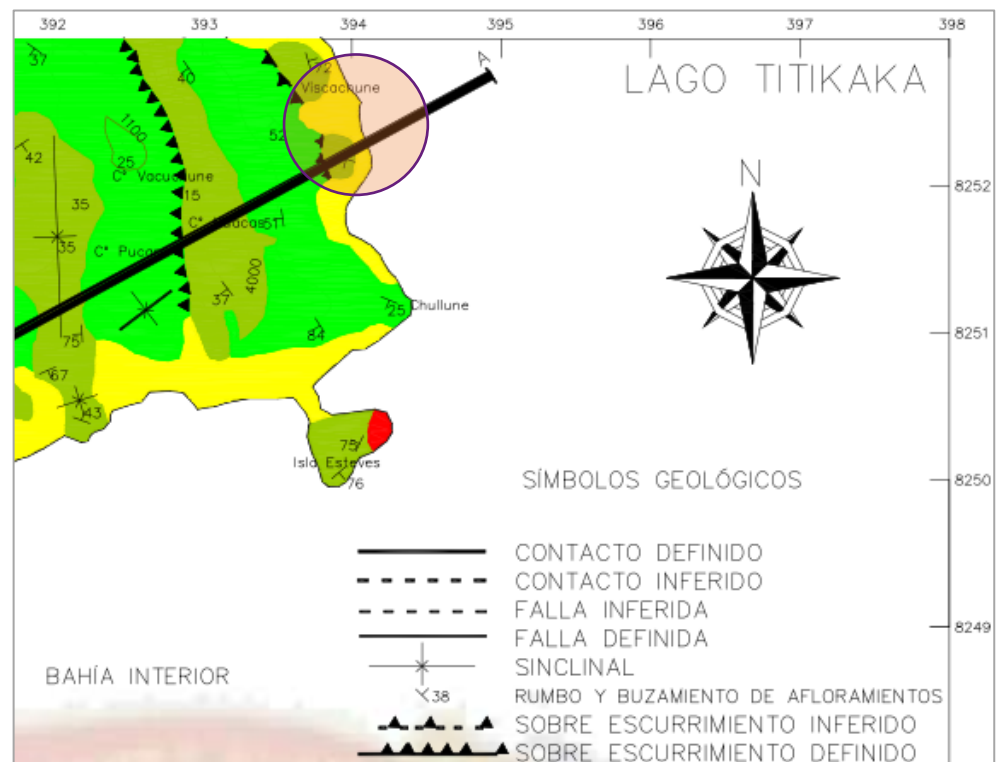 392 393 394 395 396 397 398
A
37
72
LAGO TITIKAKA
40
Viscachune
1100
52
42
25
N
C° Vacuchune
8252
15
35
C° 51
35
C° Pucar
4000
37
25 Chullune
84
8251
75
67
43
75
Isla Esteves
76
SÍMBOLOS GEOLÓGICOS
8250
CONTACTO DEFINIDO
CONTACTO INFERIDO
FALLA INFERIDA
8249
FALLA DEFINIDA
SINCLINAL
BAHÍA INTERIOR
38 RUMBO Y BUZAMIENTO DE AFLORAMIENTOS
SOBRE ESCURRIMIENTO INFERIDO
SOBRE ESCURRIMIENTO DEFINIDO